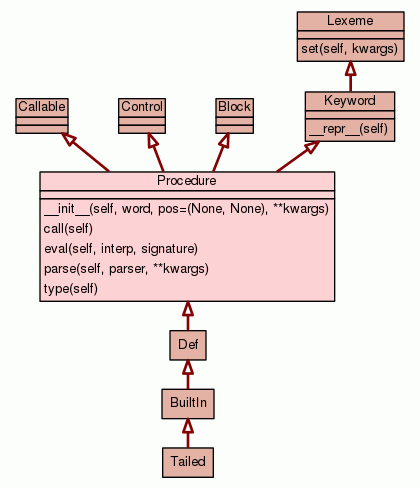 Lexeme
set(self, kwargs)
Callable
Control
Block
Keyword
__repr__(self)
Procedure
__init__(self, word, pos=(None, None), **kwargs)
call(self)
eval(self, interp, signature)
parse(self, parser, **kwargs)
type(self)
Def
BuiltIn
Tailed